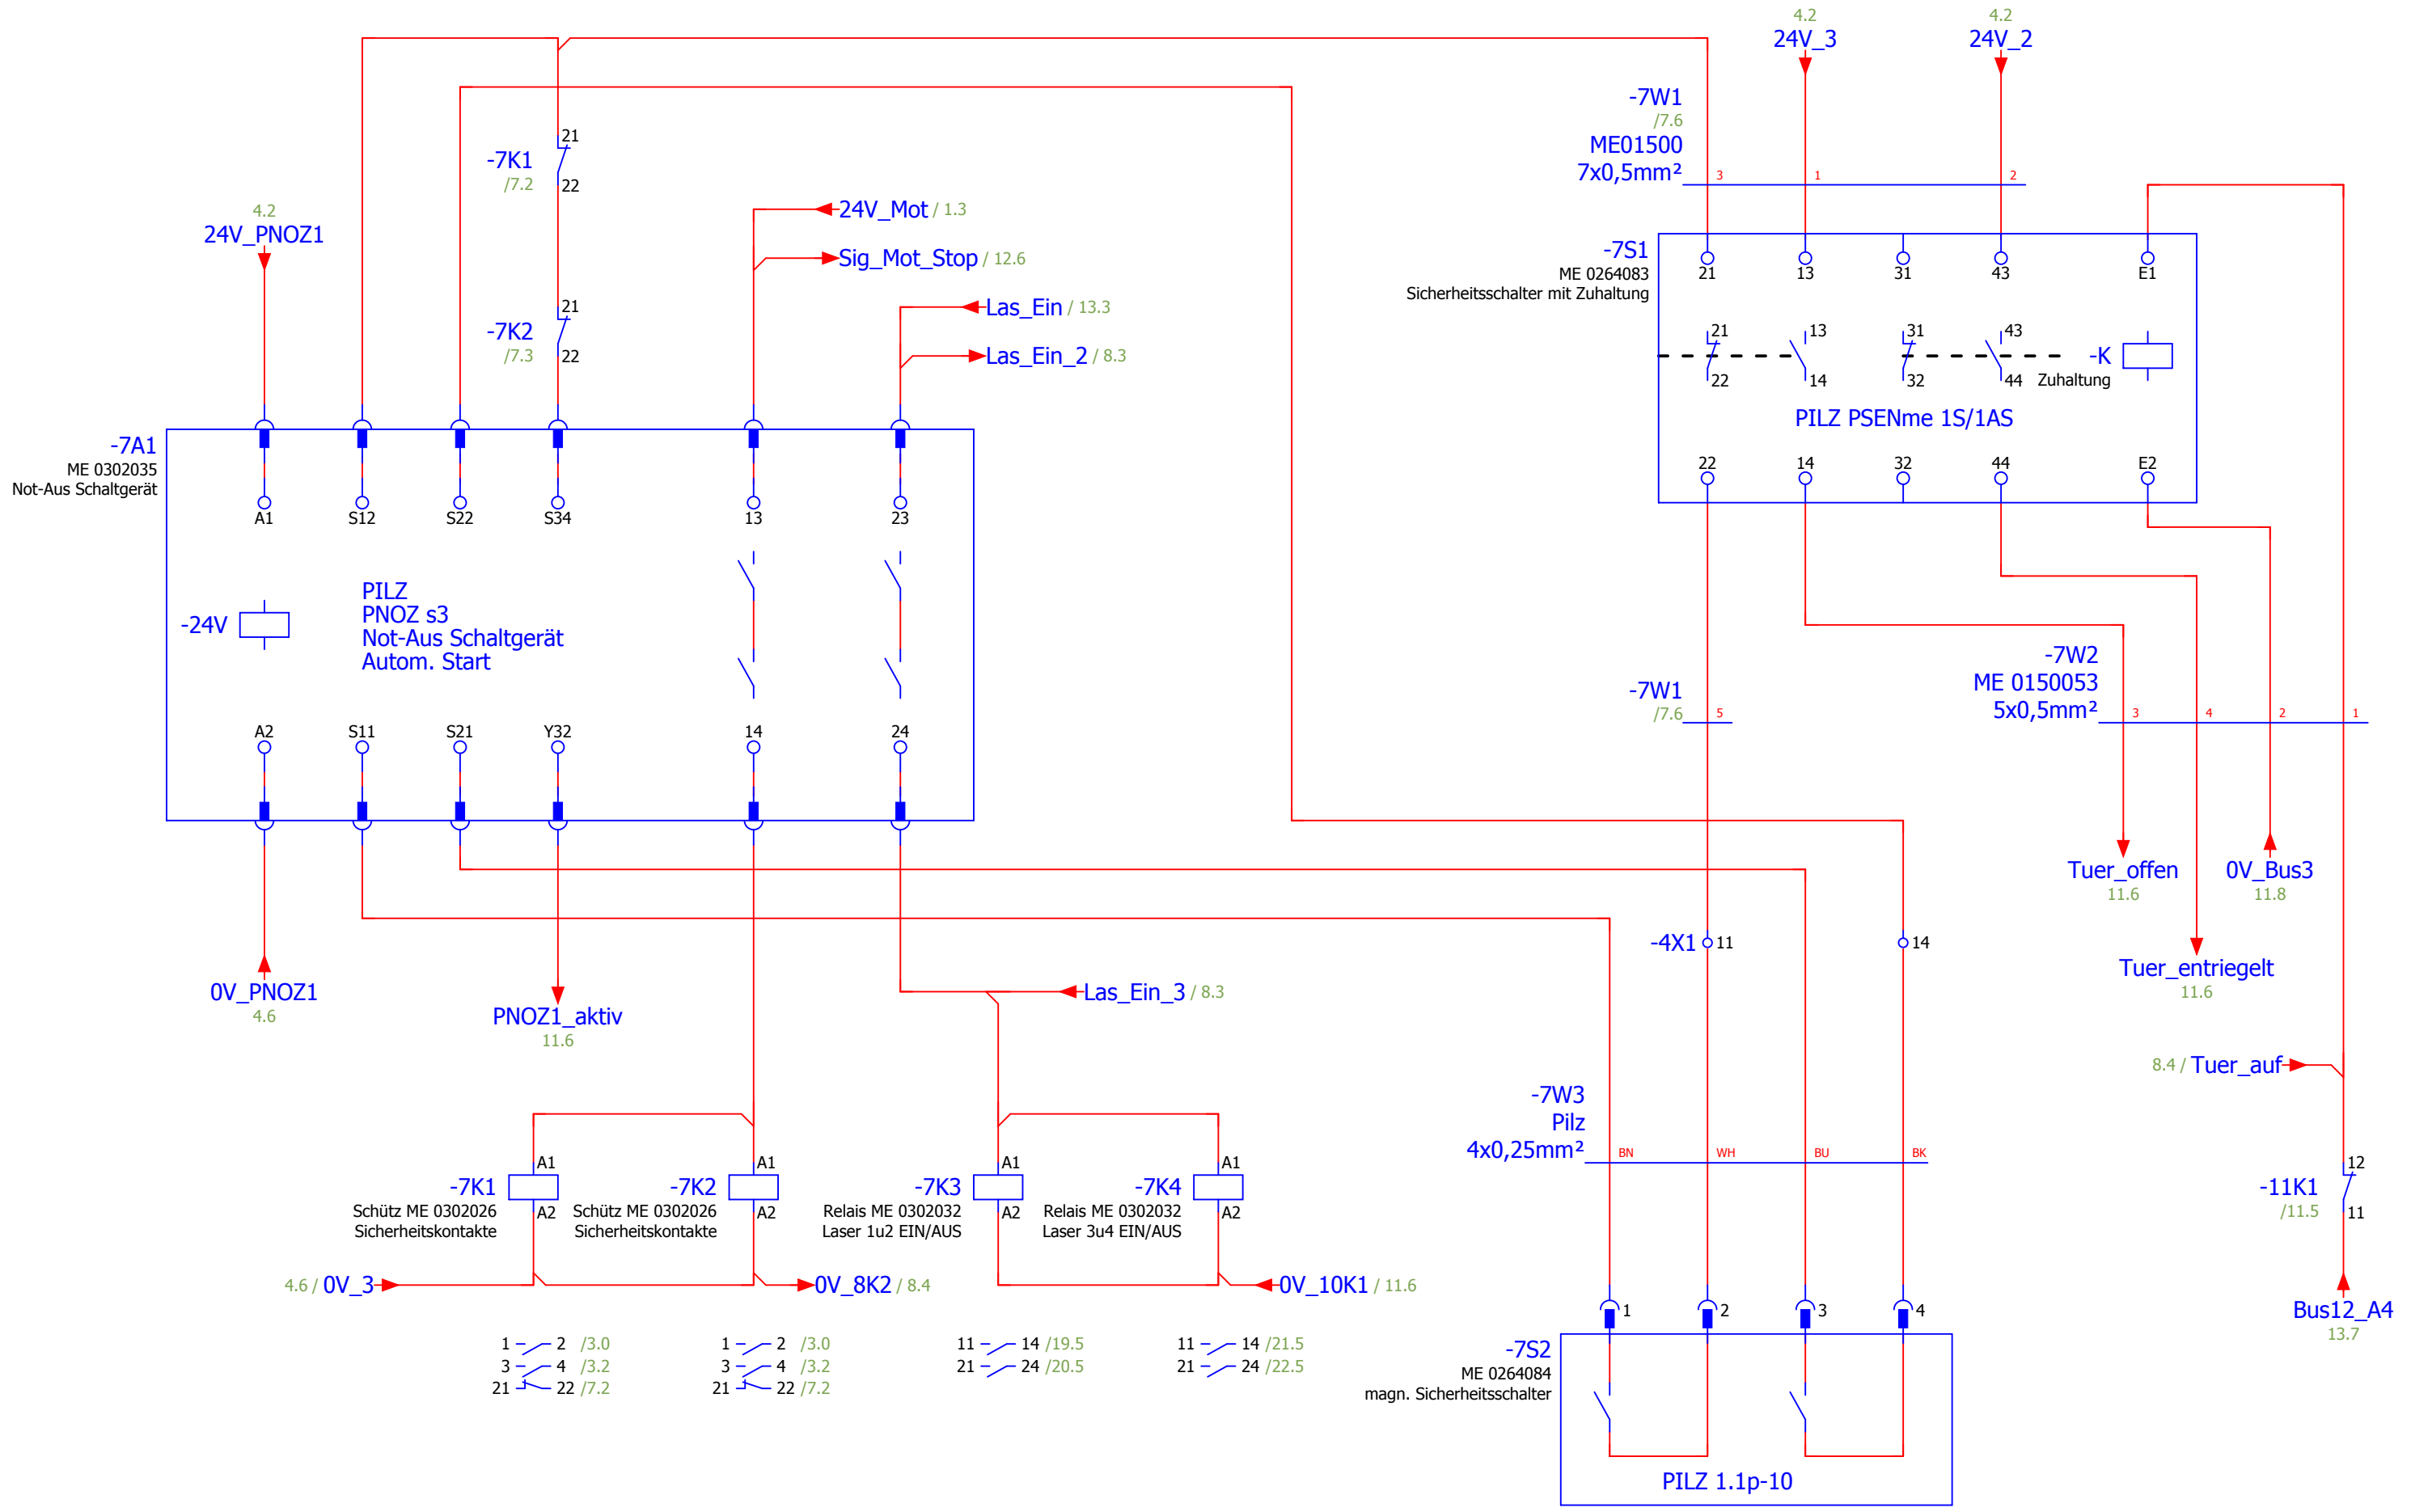 4.2
24V_3
4.2
24V_2
-7W1
/7.6
ME01500
7x0,5mm²
3
1
2
21
-7K1
/7.2
22
4.2
24V_PNOZ1
24V_Mot / 1.3
Sig_Mot_Stop / 12.6
21
-7K2
/7.3
22
Las_Ein / 13.3
Las_Ein_2 / 8.3
-7S1
ME 0264083
Sicherheitsschalter mit Zuhaltung
21
13
31
43
E1
21
13
31
43
-K
22
14
32
44
Zuhaltung
PILZ PSENme 1S/1AS
22
14
32
44
E2
-7A1
ME 0302035
Not-Aus Schaltgerät
A1
S12
S22
S34
13
23
-24V
PILZ
PNOZ s3
Not-Aus Schaltgerät
Autom. Start
A2
S11
S21
Y32
14
24
-7W1
/7.6
5
-7W2
ME 0150053
5x0,5mm²
3
4
2
1
Tuer_offen
11.6
0V_Bus3
11.8
-4X1
11
14
Tuer_entriegelt
11.6
0V_PNOZ1
4.6
PNOZ1_aktiv
11.6
Las_Ein_3 / 8.3
8.4 / Tuer_auf
-7W3
Pilz
4x0,25mm²
BN
WH
BU
BK
A1
-7K1
Schütz ME 0302026
Sicherheitskontakte
A2
A1
-7K2
Schütz ME 0302026
Sicherheitskontakte
A2
A1
-7K3
Relais ME 0302032
Laser 1u2 EIN/AUS
A2
A1
-7K4
Relais ME 0302032
Laser 3u4 EIN/AUS
A2
12
-11K1
/11.5
11
4.6 / 0V_3
0V_8K2 / 8.4
0V_10K1 / 11.6
Bus12_A4
13.7
1 2 /3.0
3 4 /3.2
21 22 /7.2
1 2 /3.0
3 4 /3.2
21 22 /7.2
11 14 /19.5
21 24 /20.5
11 14 /21.5
21 24 /22.5
1
2
3
4
-7S2
ME 0264084
magn. Sicherheitsschalter
PILZ 1.1p-10